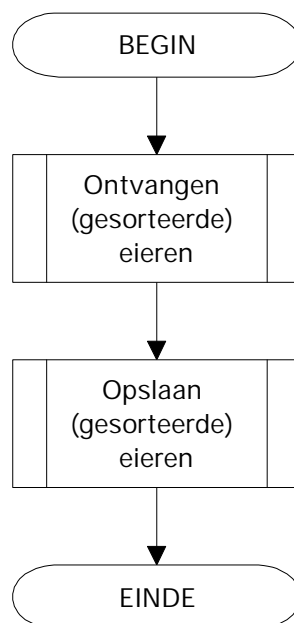 BEGIN
Ontvangen
(gesorteerde)
eieren
Opslaan
(gesorteerde)
eieren
EINDE